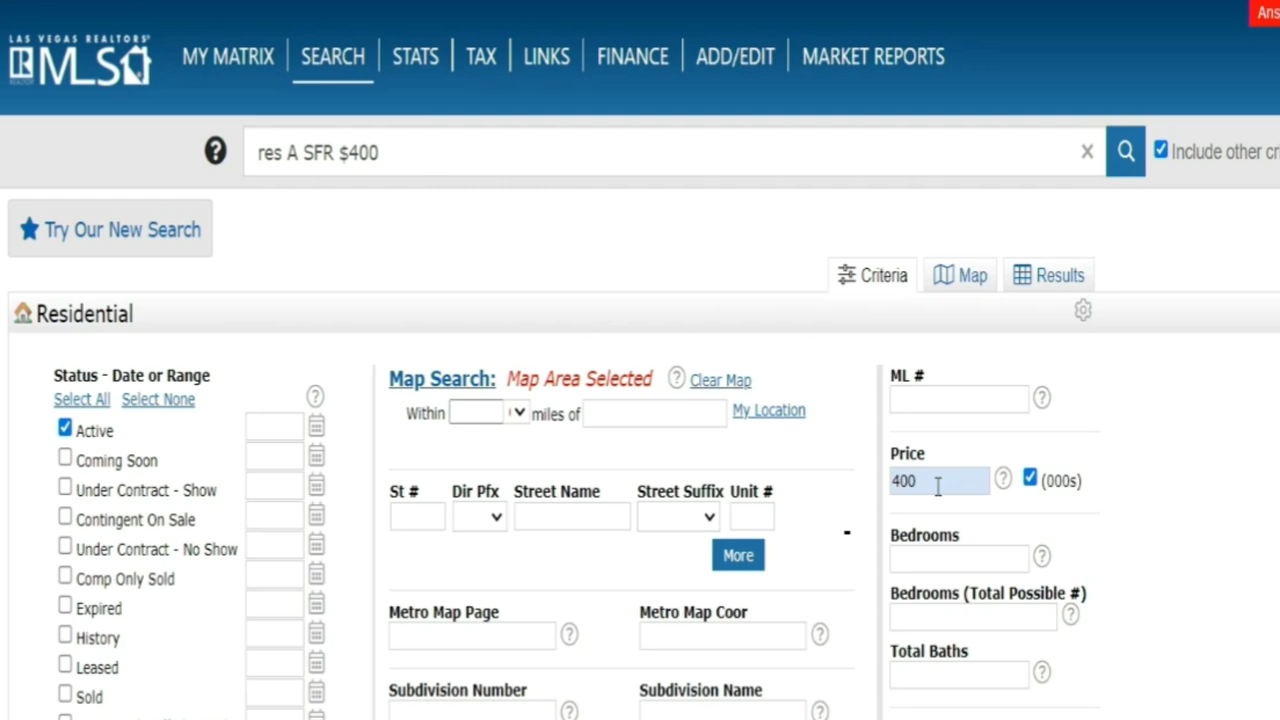 Ans
LAS VEGAS REALTORS®
MLS
MY MATRIX SEARCH STATS TAX LINKS FINANCE ADD/EDIT MARKET REPORTS
res A SFR $400
Include other cri
Try Our New Search
Criteria Map Results
Residential
Status - Date or Range
Select All Select None
Active
Coming Soon
Under Contract - Show
Contingent On Sale
Under Contract - No Show
Comp Only Sold
Expired
History
Leased
Sold
Map Search: Map Area Selected Clear Map
Within miles of My Location
St # Dir Pfx Street Name Street Suffix Unit #
More
Metro Map Page Metro Map Coor
Subdivision Number Subdivision Name
ML #
Price
400 (000s)
Bedrooms
Bedrooms (Total Possible #)
Total Baths